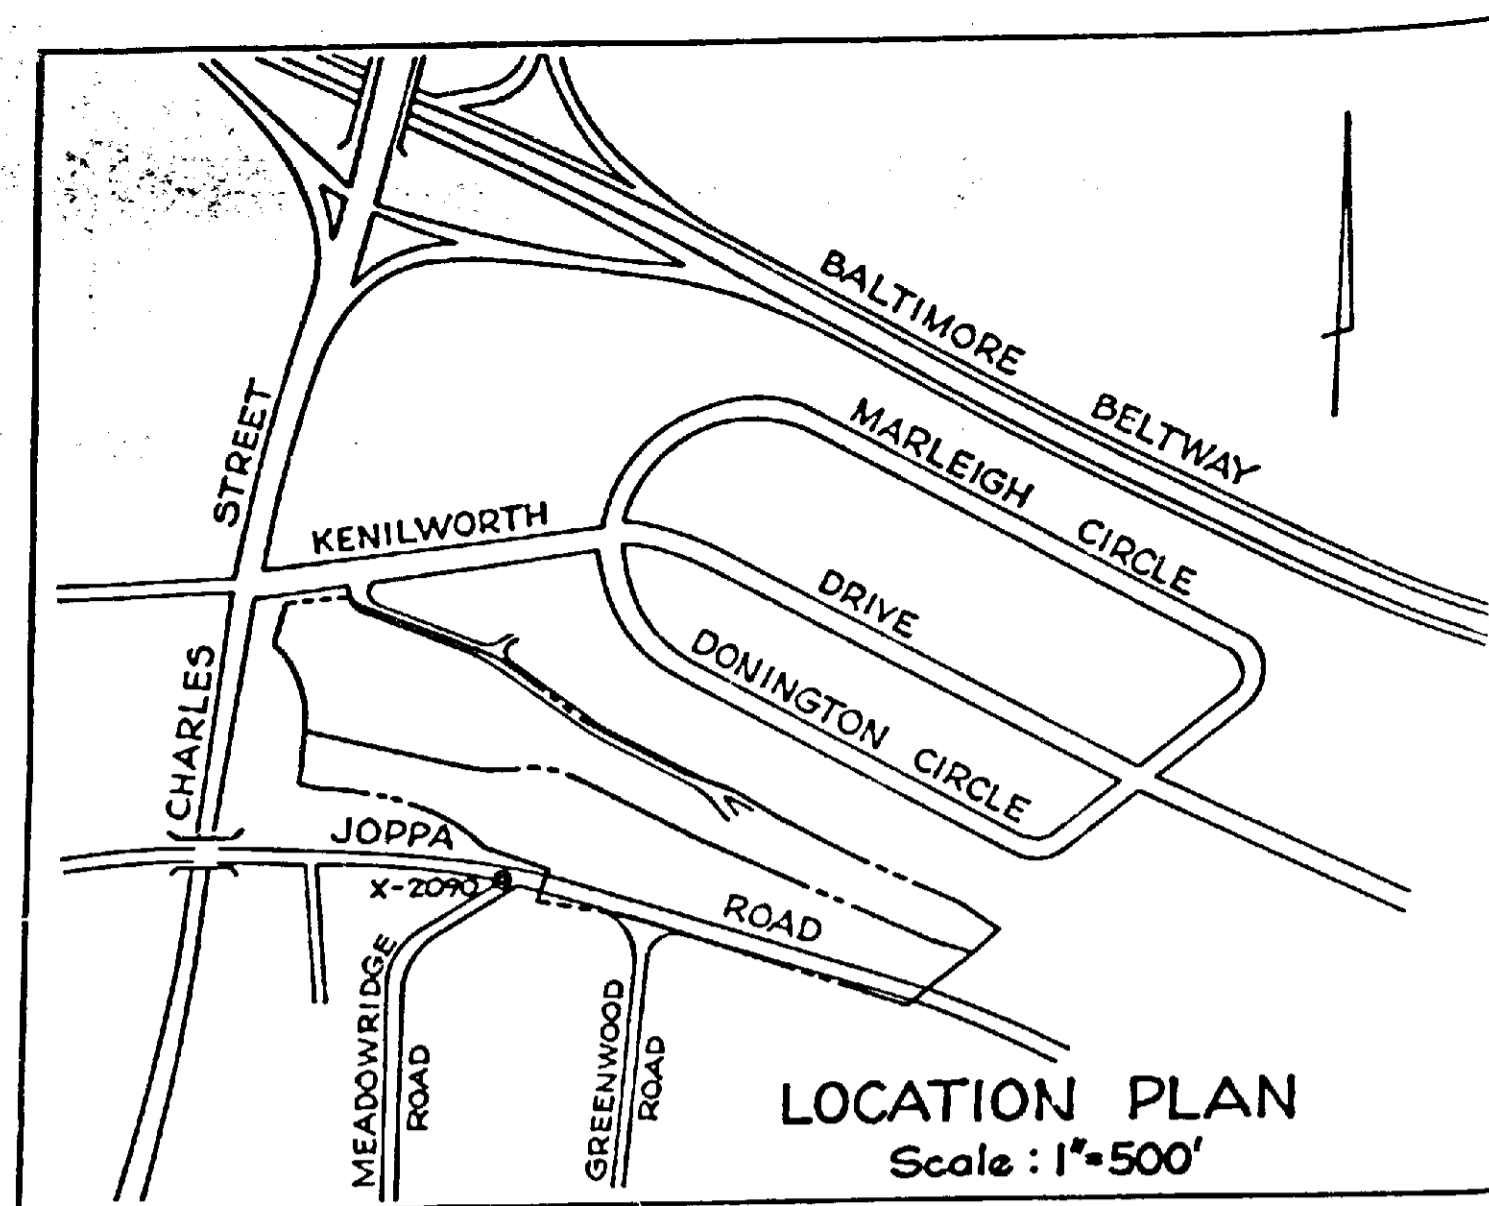 BALTIMORE BELTWAY
MARLEIGH CIRCLE
STREET
KENILWORTH
DRIVE
DONINGTON CIRCLE
CHARLES
JOPPA
X-2090
ROAD
MEADOWRIDGE
ROAD
GREENWOOD
ROAD
LOCATION PLAN
Scale : 1"=500'